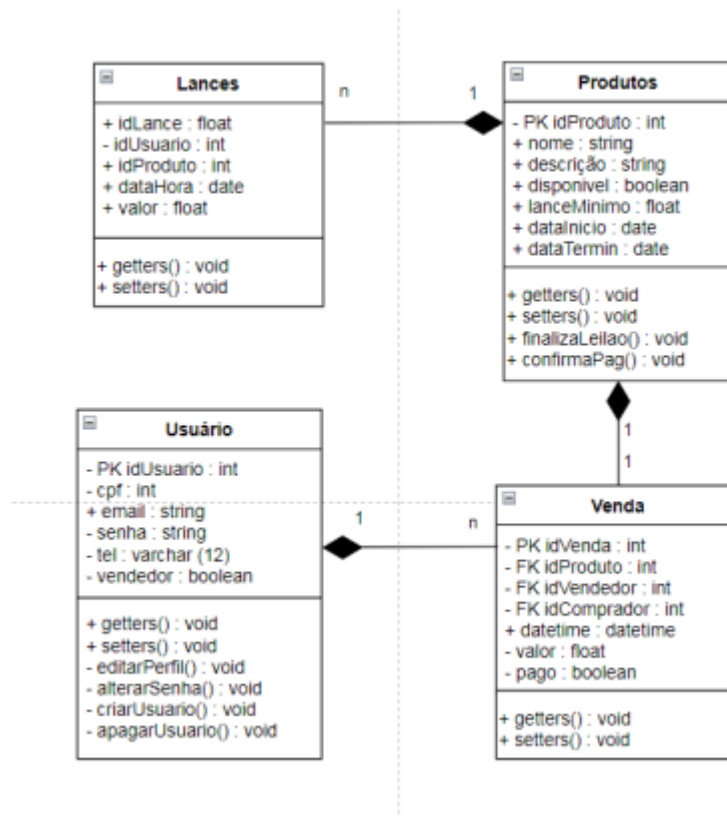 Lances
+ idLance : float
- idUsuario : int
+ idProduto : int
+ dataHora : date
+ valor : float
+ getters() : void
+ setters() : void
n
1
Produtos
- PK idProduto : int
+ nome : string
+ descrição : string
+ disponivel : boolean
+ lanceMinimo : float
+ dataInicio : date
+ dataTermin : date
+ getters() : void
+ setters() : void
+ finalizaLeilao() : void
+ confirmaPag() : void
1
1
Usuário
- PK idUsuario : int
- cpf : int
+ email : string
- senha : string
- tel : varchar (12)
- vendedor : boolean
+ getters() : void
+ setters() : void
- editarPerfil() : void
- alterarSenha() : void
- criarUsuario() : void
- apagarUsuario() : void
1
n
Venda
- PK idVenda : int
- FK idProduto : int
- FK idVendedor : int
- FK idComprador : int
+ datetime : datetime
- valor : float
- pago : boolean
+ getters() : void
+ setters() : void